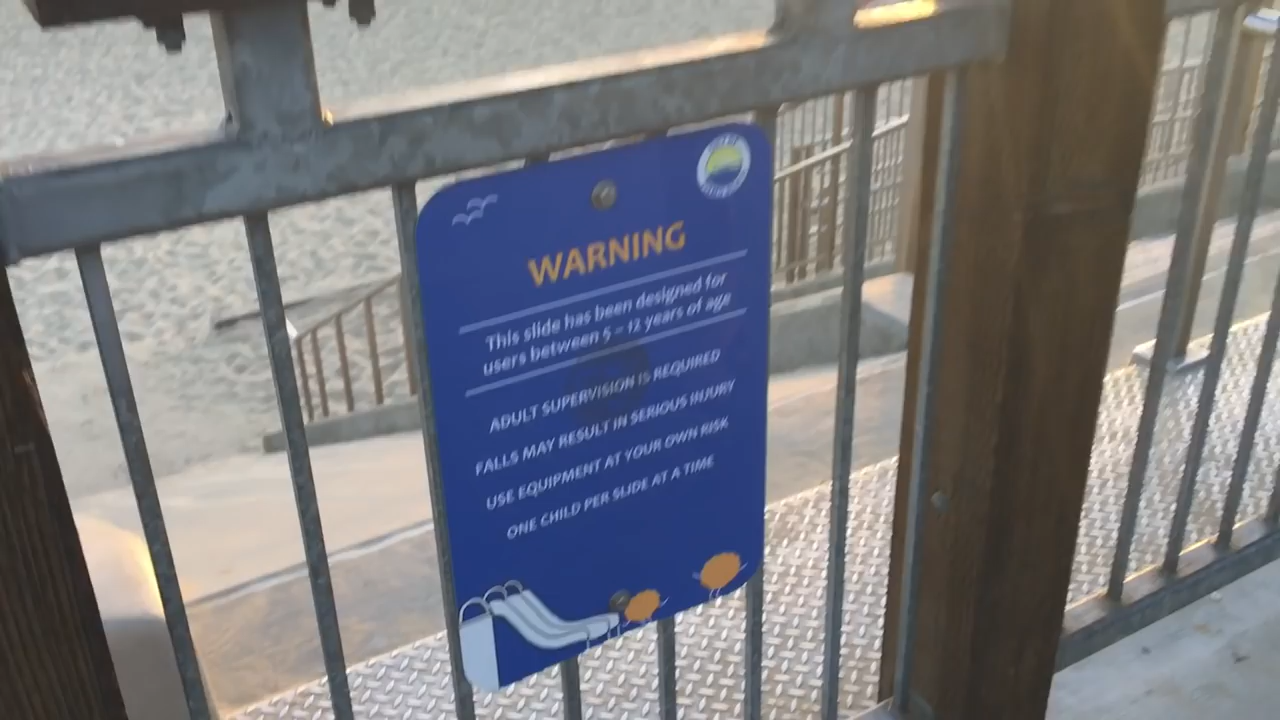 WARNING
This slide has been designed for
users between 5 - 12 years of age
ADULT SUPERVISION IS REQUIRED
FALLS MAY RESULT IN SERIOUS INJURY
USE EQUIPMENT AT YOUR OWN RISK
ONE CHILD PER SLIDE AT A TIME